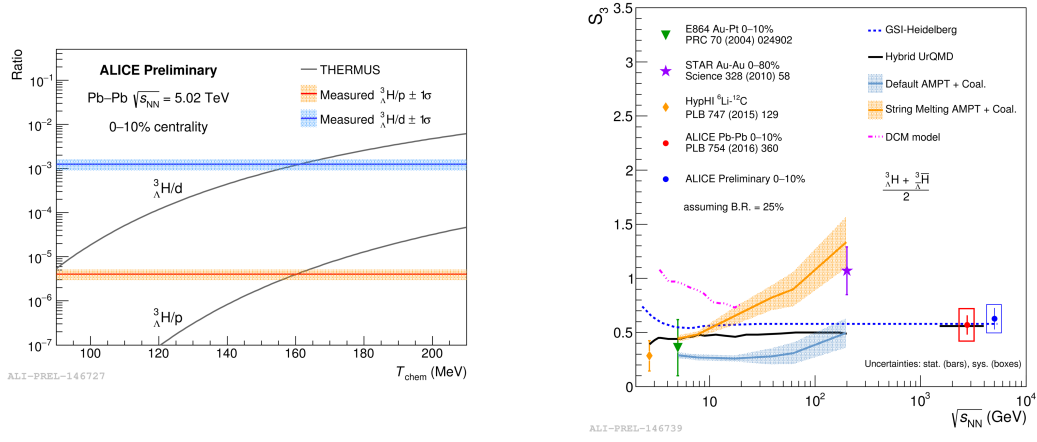 Ratio
10⁻¹
10⁻²
10⁻³
10⁻⁴
10⁻⁵
10⁻⁶
10⁻⁷
ALICE Preliminary
Pb–Pb √sNN = 5.02 TeV
0–10% centrality
THERMUS
Measured ³ΛH/p ± 1σ
Measured ³ΛH/d ± 1σ
³ΛH/d
³ΛH/p
100 120 140 160 180 200
Tchem (MeV)
ALI-PREL-146727
S₃
3.5
3
2.5
2
1.5
1
0.5
0
E864 Au-Pt 0–10%
PRC 70 (2004) 024902
STAR Au-Au 0–80%
Science 328 (2010) 58
HypHI ⁶Li-¹²C
PLB 747 (2015) 129
ALICE Pb-Pb 0–10%
PLB 754 (2016) 360
ALICE Preliminary 0–10%
assuming B.R. = 25%
GSI-Heidelberg
Hybrid UrQMD
Default AMPT + Coal.
String Melting AMPT + Coal.
DCM model
³ΛH + ³Λ̅H̅
2
Uncertainties: stat. (bars), sys. (boxes)
10 10² 10³ 10⁴
√sNN (GeV)
ALI-PREL-146739